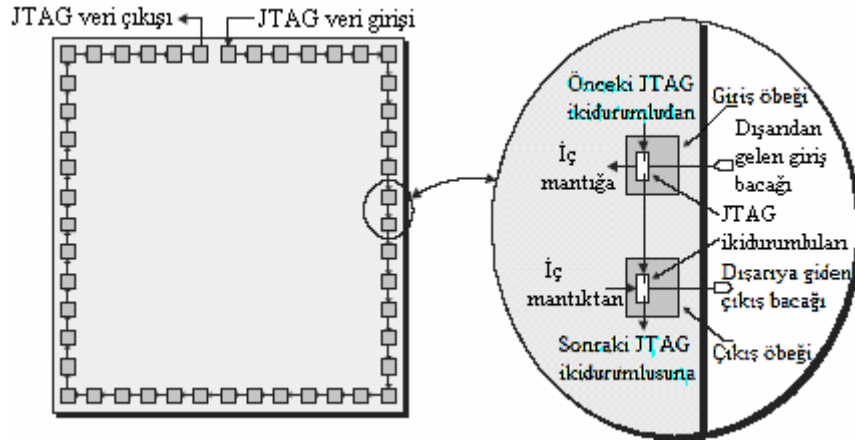 JTAG veri çıkışı
JTAG veri girişi
Önceki JTAG
ikidurumludan
Giriş öbeği
İç
mantığa
Dışarıdan
gelen giriş
bacağı
JTAG
ikidurumluları
İç
mantıktan
Dışarıya giden
çıkış bacağı
Sonraki JTAG
ikidurumlusuna
Çıkış öbeği